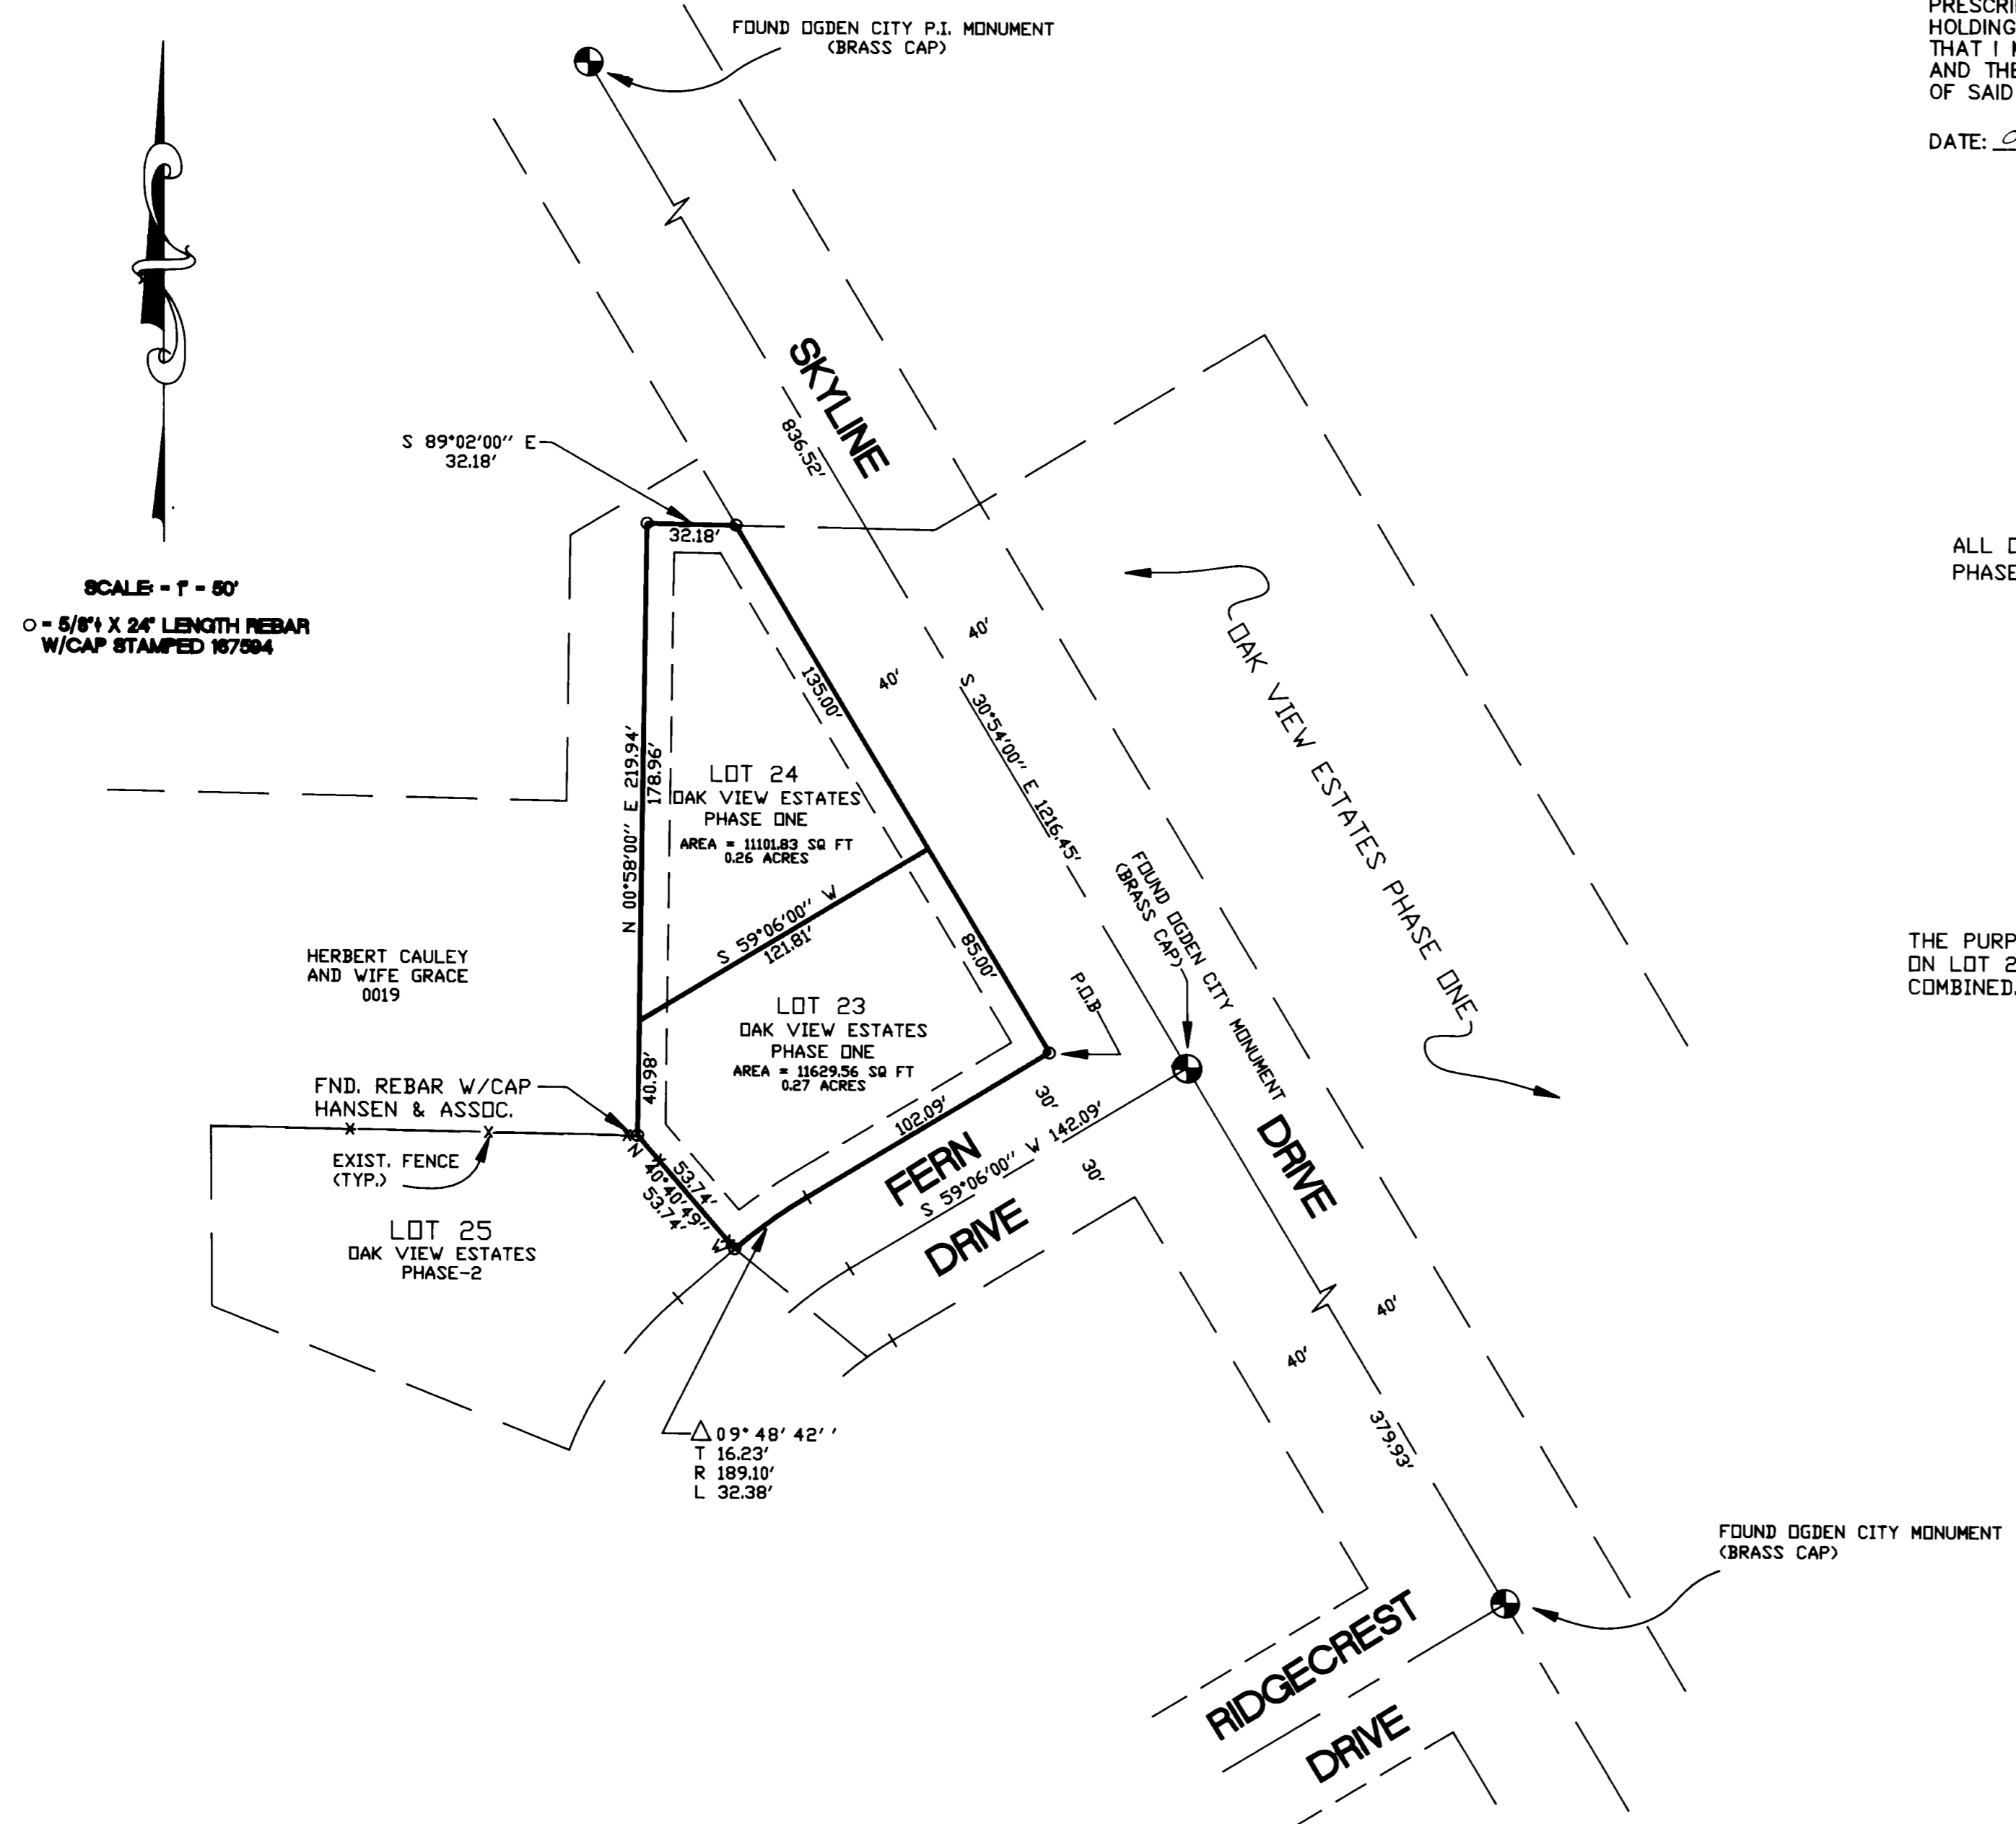 FOUND OGDEN CITY P.I. MONUMENT
(BRASS CAP)
HOLDING
THAT I
AND THE
OF SAID
DATE:
SKYLINE
836.52'
S 89°02'00" E
32.18'
32.18'
SCALE: - 1" - 50'
O - 5/8"φ X 24" LENGTH REBAR
W/CAP STAMPED 167594
ALL
PHASE
40'
40'
135.00'
S 30°54'00" E 1216.45'
OAK VIEW ESTATES PHASE ONE
N 00°58'00" E 219.94'
178.96'
LOT 24
OAK VIEW ESTATES
PHASE ONE
AREA = 11101.83 SQ FT
0.26 ACRES
S 59°06'00" W
121.81'
85.00'
FOUND OGDEN CITY MONUMENT
(BRASS CAP)
P.O.B
HERBERT CAULEY
AND WIFE GRACE
0019
THE
ON LOT
COMBINED.
LOT 23
OAK VIEW ESTATES
PHASE ONE
AREA = 11629.56 SQ FT
0.27 ACRES
40.98'
FND. REBAR W/CAP
HANSEN & ASSOC.
EXIST. FENCE
(TYP.)
102.09'
30'
30'
FERN
S 59°06'00" W 142.09'
DRIVE
DRIVE
N 40°40'49" W
53.74'
53.74'
LOT 25
OAK VIEW ESTATES
PHASE-2
40'
40'
△ 09°48'42''
T 16.23'
R 189.10'
L 32.38'
379.93'
FOUND OGDEN CITY MONUMENT
(BRASS CAP)
RIDGECREST
DRIVE